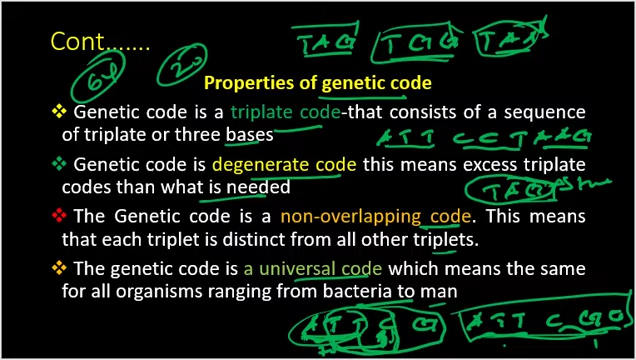 Cont.......
TAG TGG TAA
64 20
Properties of genetic code
Genetic code is a triplate code-that consists of a sequence
of triplate or three bases
ATT CCT AAG
Genetic code is degenerate code this means excess triplate
codes than what is needed
The Genetic code is a non-overlapping code. This means
that each triplet is distinct from all other triplets.
The genetic code is a universal code which means the same
for all organisms ranging from bacteria to man
ATT C G ATT C GG